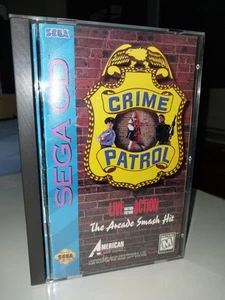 SEGA
SEGA CD
CRIME
PATROL
LIVE ACTION
The Arcade Smash Hit
AMERICAN
SEGA